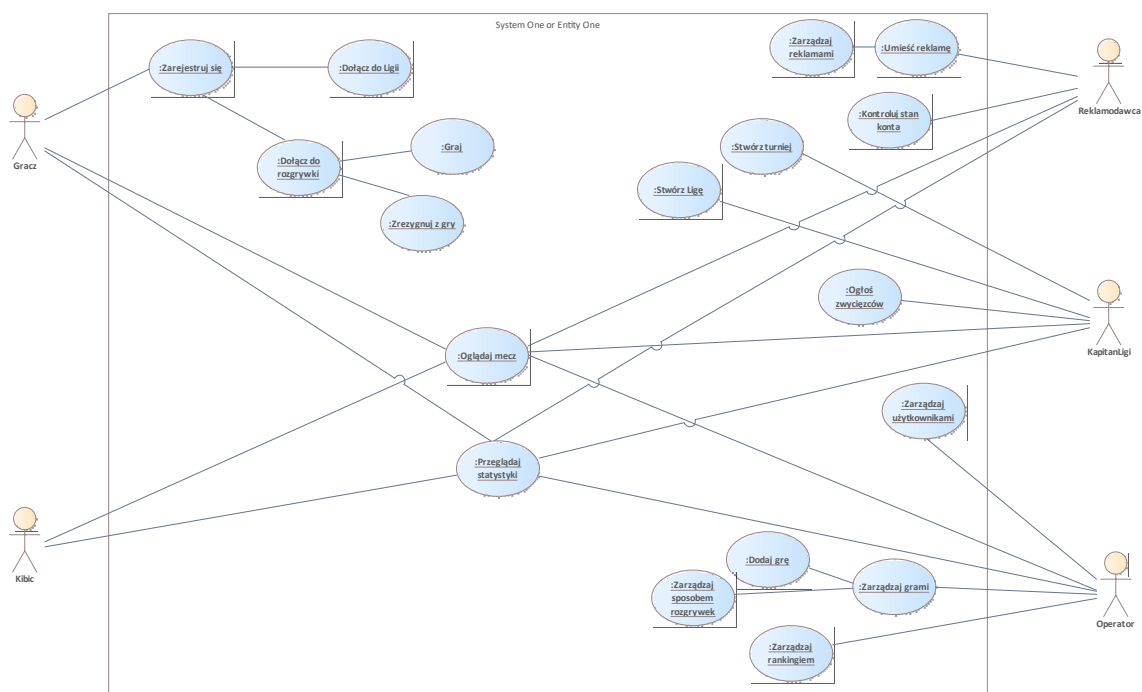 System One or Entity One
:Zarejestruj się
:Dołącz do Ligii
:Zarządzaj
reklamami
:Umieść reklamę
Reklamodawca
Gracz
:Kontroluj stan
konta
:Dołącz do
rozgrywki
:Graj
:Stwórz turniej
:Stwórz Ligę
:Zrezygnuj z gry
:Ogłoś
zwycięzców
KapitanLigi
:Oglądaj mecz
:Zarządzaj
użytkownikami
:Przeglądaj
statystyki
Kibic
:Dodaj grę
:Zarządzaj
sposobem
rozgrywek
:Zarządzaj grami
Operator
:Zarządzaj
rankingiem